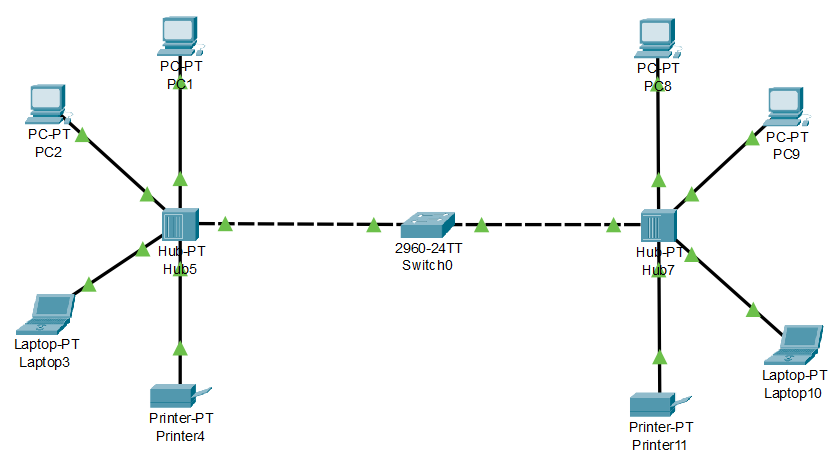 PC-PT
PC1
PC-PT
PC8
PC-PT
PC2
PC-PT
PC9
Hub-PT
Hub5
2960-24TT
Switch0
Hub-PT
Hub7
Laptop-PT
Laptop3
Laptop-PT
Laptop10
Printer-PT
Printer4
Printer-PT
Printer11